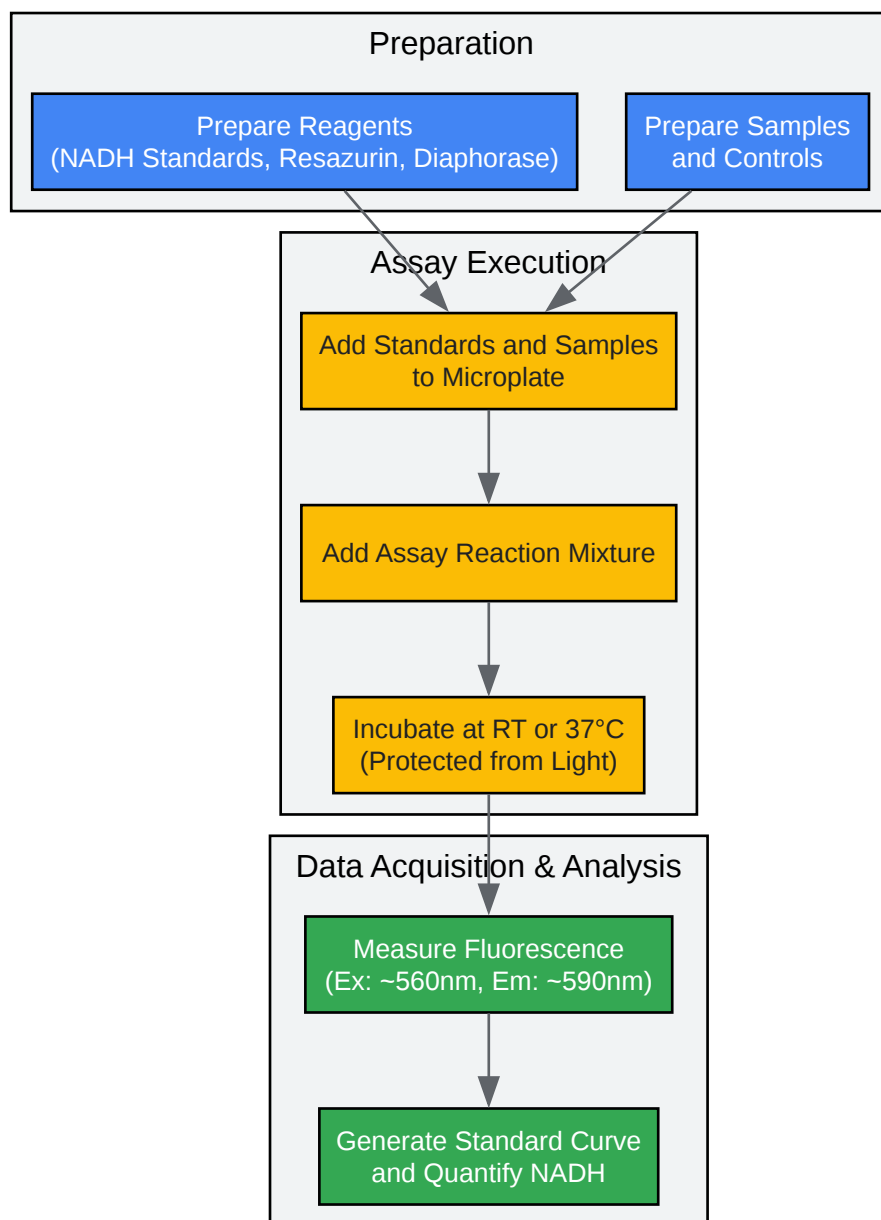 Preparation
Prepare Reagents
(NADH Standards, Resazurin, Diaphorase)
Prepare Samples
and Controls
Assay Execution
Add Standards and Samples
to Microplate
Add Assay Reaction Mixture
Incubate at RT or 37°C
(Protected from Light)
Data Acquisition & Analysis
Measure Fluorescence
(Ex: ~560nm, Em: ~590nm)
Generate Standard Curve
and Quantify NADH